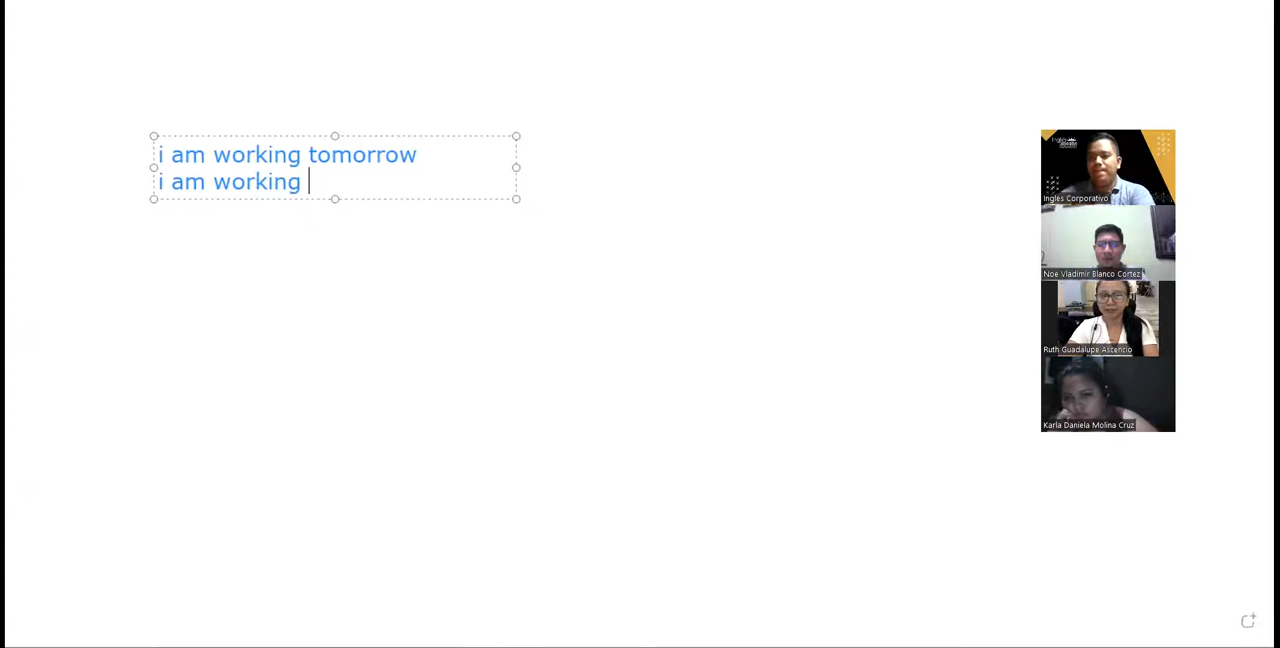 i am working tomorrow
i am working
Ingles Corporativo
Noe Vladimir Blanco Cortez
Ruth Guadalupe Ascencio
Karla Daniela Molina Cruz